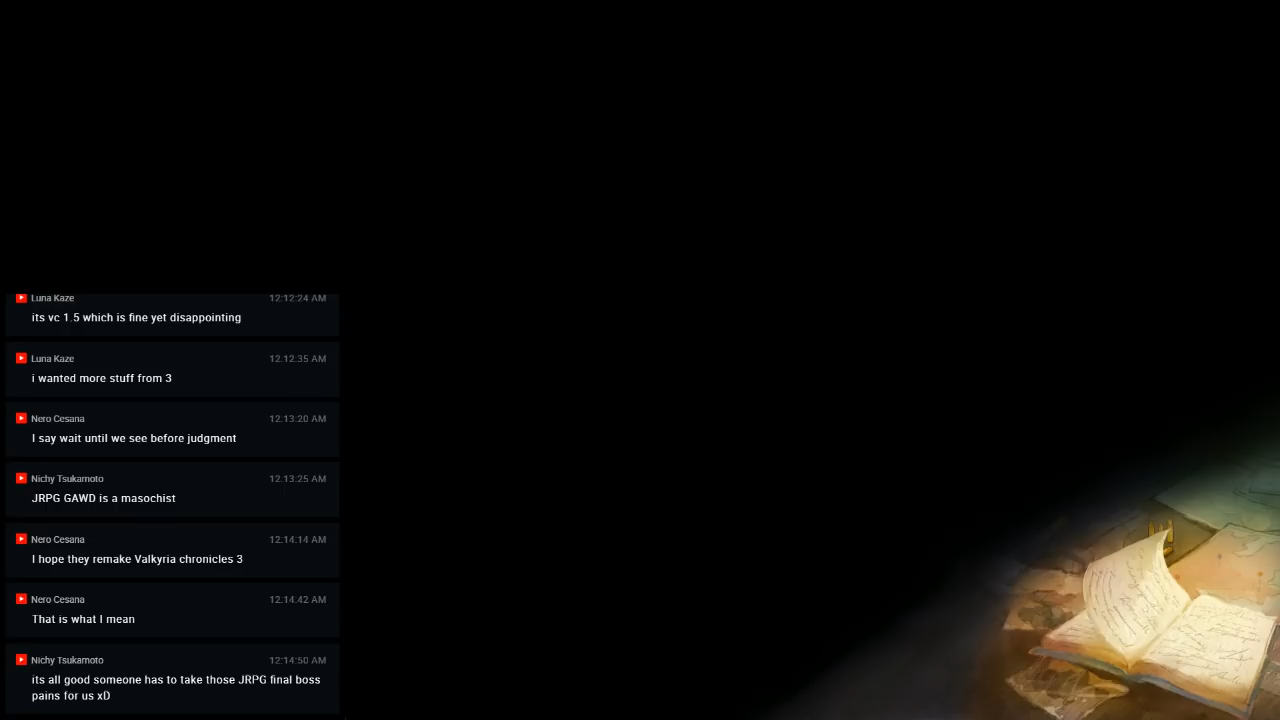 Luna Kaze 12:12:24 AM
its vc 1.5 which is fine yet disappointing
Luna Kaze 12:12:35 AM
i wanted more stuff from 3
Nero Cesana 12:13:20 AM
I say wait until we see before judgment
Nichy Tsukamoto 12:13:25 AM
JRPG GAWD is a masochist
Nero Cesana 12:14:14 AM
I hope they remake Valkyria chronicles 3
Nero Cesana 12:14:42 AM
That is what I mean
Nichy Tsukamoto 12:14:50 AM
its all good someone has to take those JRPG final boss
pains for us xD